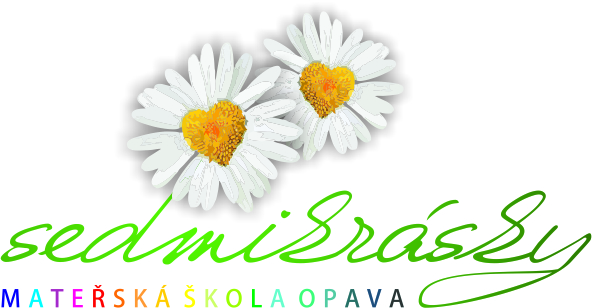 sedmikrásky
MATEŘSKÁ ŠKOLA OPAVA